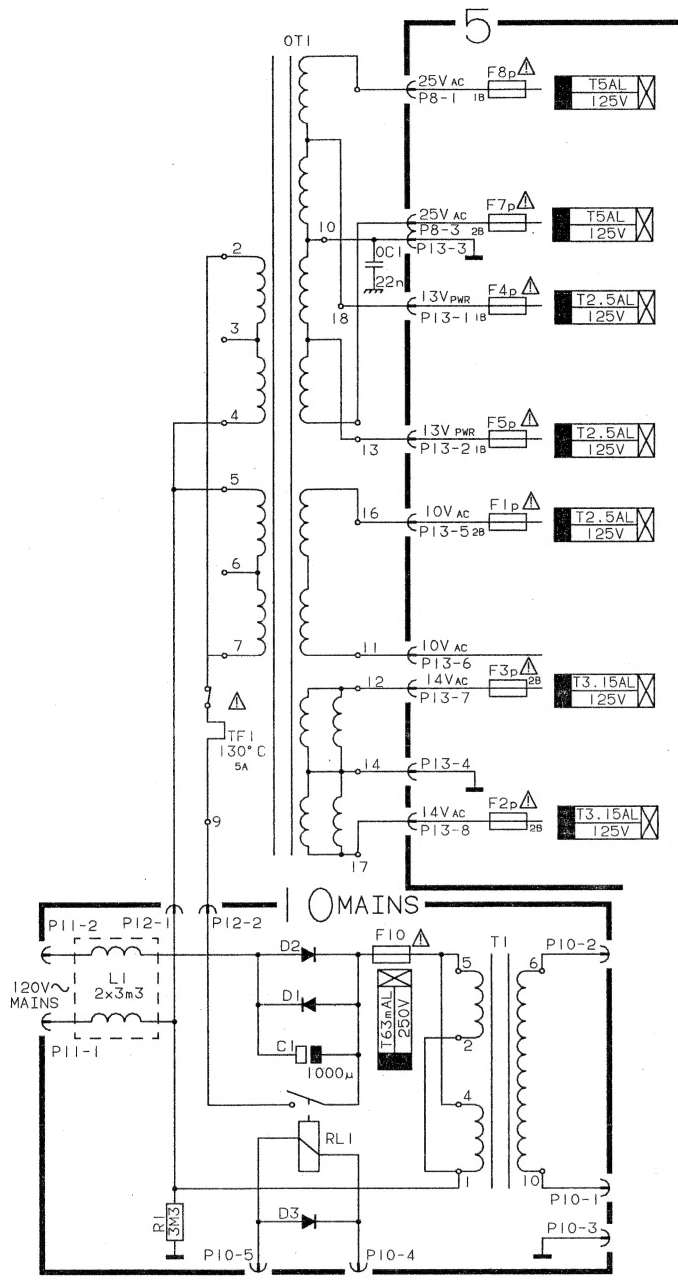 5
OT1
25V AC
P8-1
1B
F8p
T5AL
125V
25V AC
P8-3
2B
F7p
T5AL
125V
10
P13-3
OC1
22n
2
3
4
18
13V PWR
P13-1
1B
F4p
T2.5AL
125V
13
13V PWR
P13-2
1B
F5p
T2.5AL
125V
5
6
7
16
10V AC
P13-5
2B
F1p
T2.5AL
125V
11
10V AC
P13-6
12
14V AC
P13-7
F3p
2B
T3.15AL
125V
TF1
130°C
5A
14
P13-4
9
14V AC
P13-8
F2p
2B
T3.15AL
125V
17
10 MAINS
P11-2
P12-1
P12-2
L1
2x3m3
120V~
MAINS
P11-1
D2
D1
C1
1000µ
F10
T63mAL
250V
T1
5
2
4
1
6
10
P10-2
P10-1
P10-3
RL1
R1
3M3
D3
P10-5
P10-4